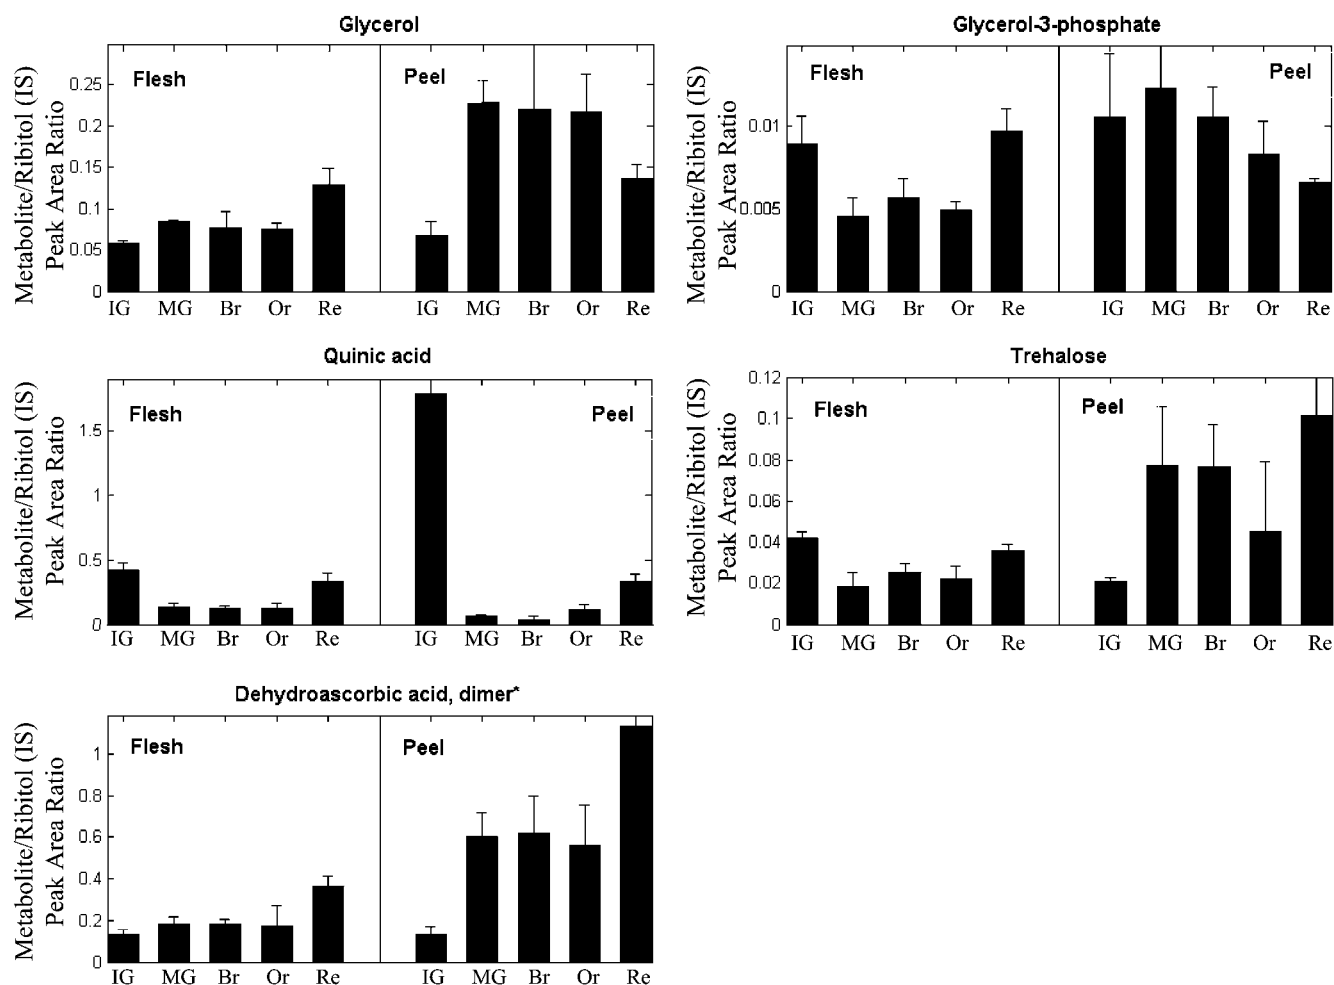 Glycerol
Metabolite/Ribitol (IS)
Peak Area Ratio
Flesh
Peel
0.25
0.2
0.15
0.1
0.05
0
IG MG Br Or Re IG MG Br Or Re
Glycerol-3-phosphate
Metabolite/Ribitol (IS)
Peak Area Ratio
Flesh
Peel
0.01
0.005
0
IG MG Br Or Re IG MG Br Or Re
Quinic acid
Metabolite/Ribitol (IS)
Peak Area Ratio
Flesh
Peel
1.5
1
0.5
0
IG MG Br Or Re IG MG Br Or Re
Trehalose
Metabolite/Ribitol (IS)
Peak Area Ratio
Flesh
Peel
0.12
0.1
0.08
0.06
0.04
0.02
0
IG MG Br Or Re IG MG Br Or Re
Dehydroascorbic acid, dimer*
Metabolite/Ribitol (IS)
Peak Area Ratio
Flesh
Peel
1
0.8
0.6
0.4
0.2
0
IG MG Br Or Re IG MG Br Or Re